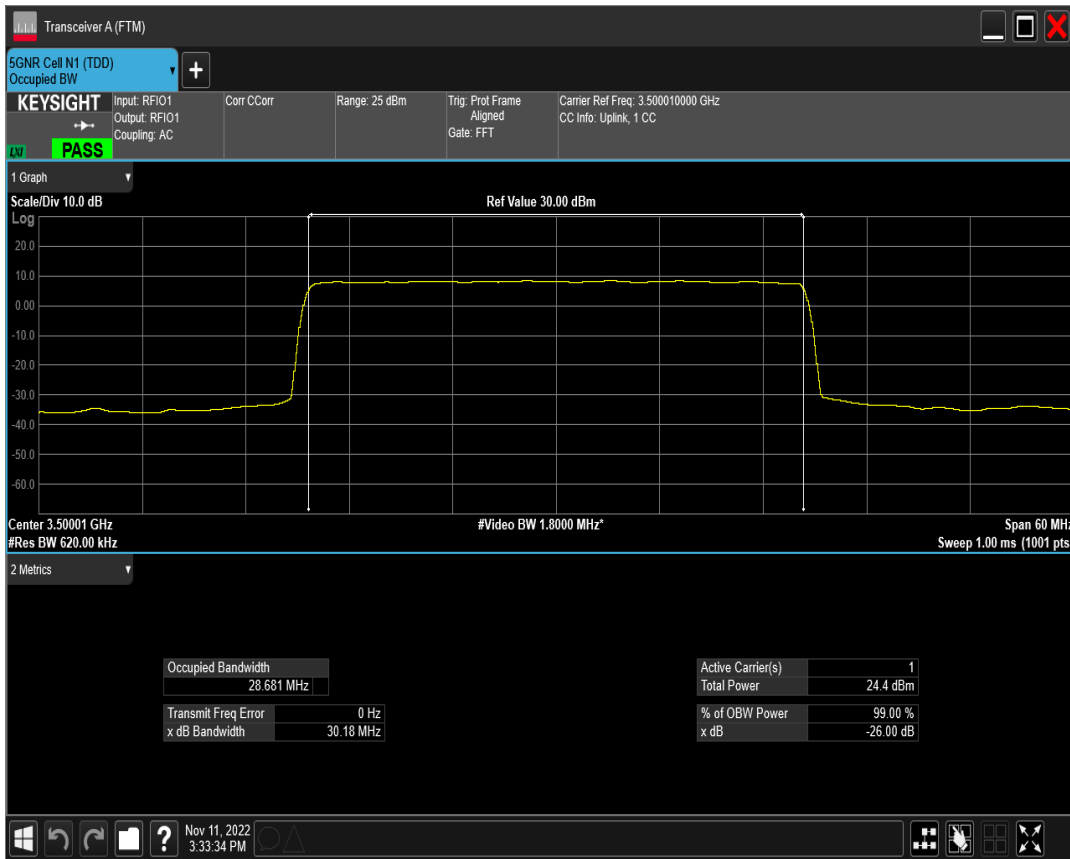 Transceiver A (FTM)
5GNR Cell N1 (TDD)
Occupied BW
+
KEYSIGHT
LXI
PASS
Input: RFIO1
Output: RFIO1
Coupling: AC
Corr CCorr
Range: 25 dBm
Trig: Prot Frame
Aligned
Gate: FFT
Carrier Ref Freq: 3.500010000 GHz
CC Info: Uplink, 1 CC
1 Graph
Scale/Div 10.0 dB
Ref Value 30.00 dBm
Log
20.0
10.0
0.00
-10.0
-20.0
-30.0
-40.0
-50.0
-60.0
Center 3.50001 GHz
#Video BW 1.8000 MHz*
Span 60 MHz
#Res BW 620.00 kHz
Sweep 1.00 ms (1001 pts
2 Metrics
Occupied Bandwidth
28.681 MHz
Transmit Freq Error 0 Hz
x dB Bandwidth 30.18 MHz
Active Carrier(s) 1
Total Power 24.4 dBm
% of OBW Power 99.00 %
x dB -26.00 dB
?
Nov 11, 2022
3:33:34 PM